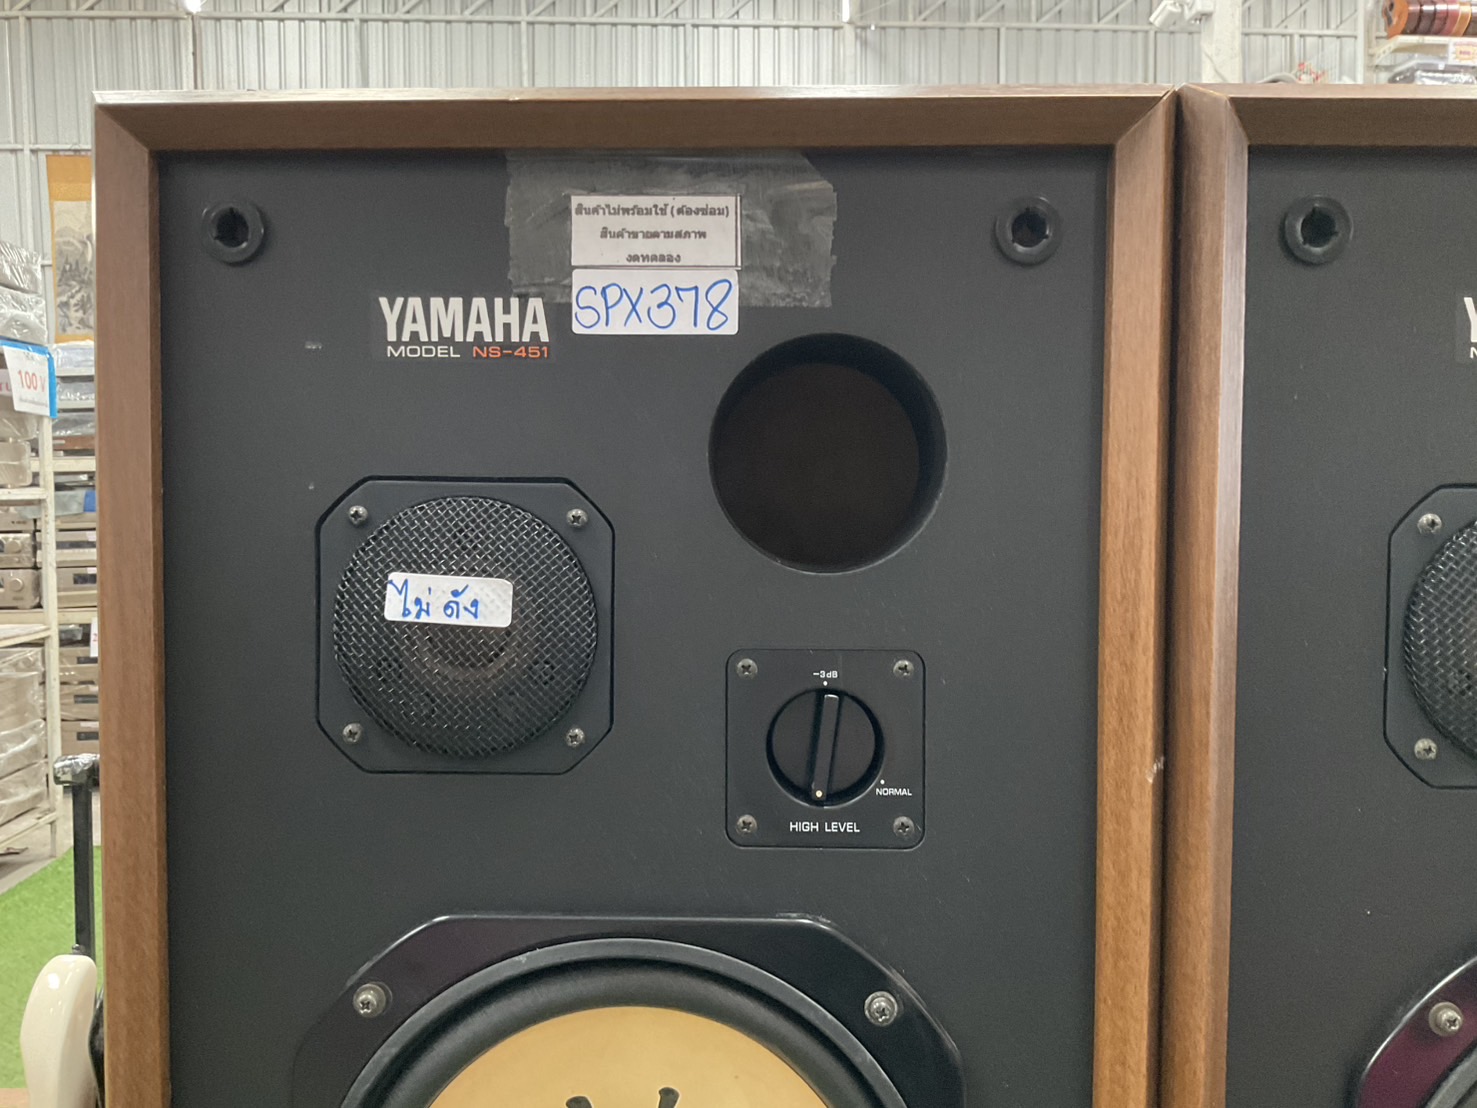 สินค้าไม่พร้อมใช้ (ต้องซ่อม)
สินค้าขายตามสภาพ
งดทดลอง
SPX378
YAMAHA
MODEL NS-451
100 V
ไม่ดัง
-3dB
NORMAL
HIGH LEVEL